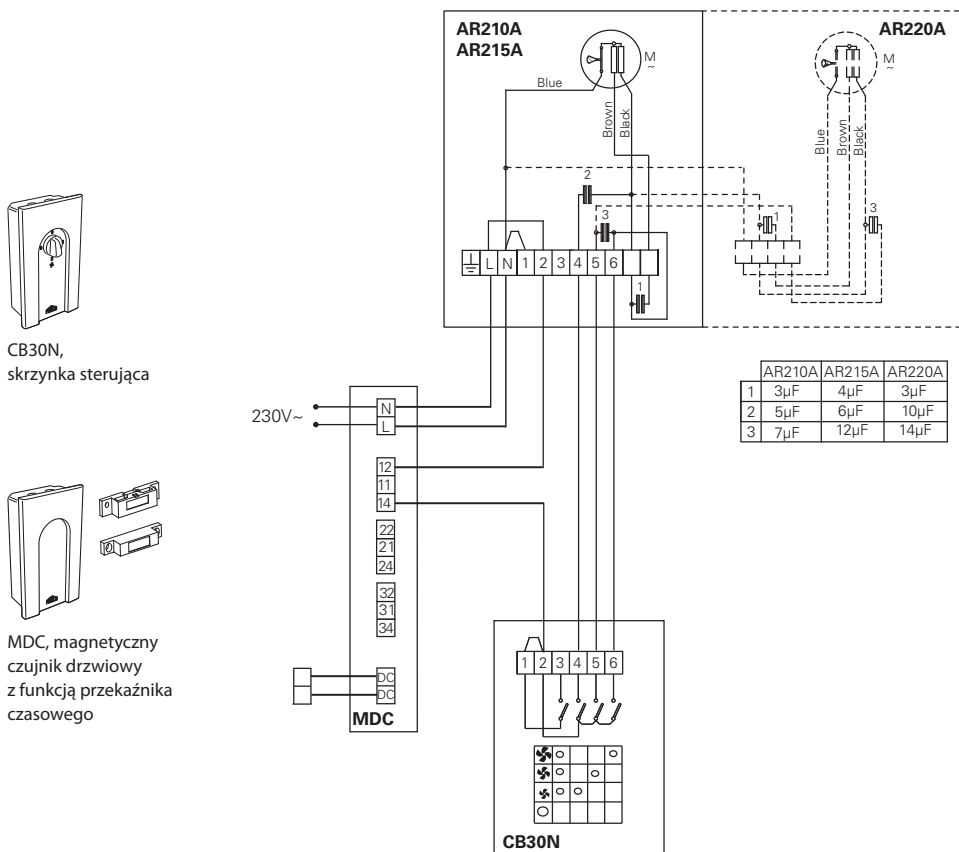 AR210A
AR215A
AR220A
M
~
M
~
Blue
Brown
Black
Blue
Brown
Black
2
3
1
1
3
L N 1 2 3 4 5 6
CB30N,
skrzynka sterująca
230V~
N
L
12
11
14
22
21
24
32
31
34
DC
DC
MDC
MDC, magnetyczny
czujnik drzwiowy
z funkcją przekaźnika
czasowego
AR210A AR215A AR220A
1 3µF 4µF 3µF
2 5µF 6µF 10µF
3 7µF 12µF 14µF
1 2 3 4 5 6
CB30N